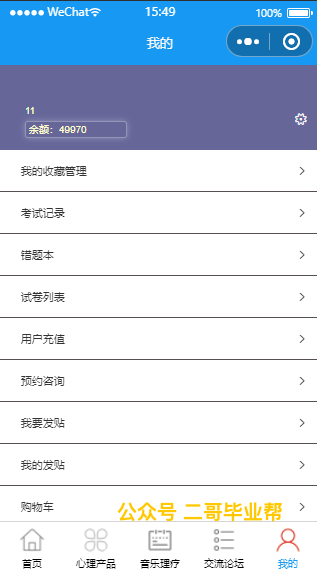 WeChat 15:49 100%
我的
11
余额：49970
我的收藏管理
考试记录
错题本
试卷列表
用户充值
预约咨询
我要发贴
我的发贴
购物车
公众号 二哥毕业帮
首页 心理产品 音乐理疗 交流论坛 我的